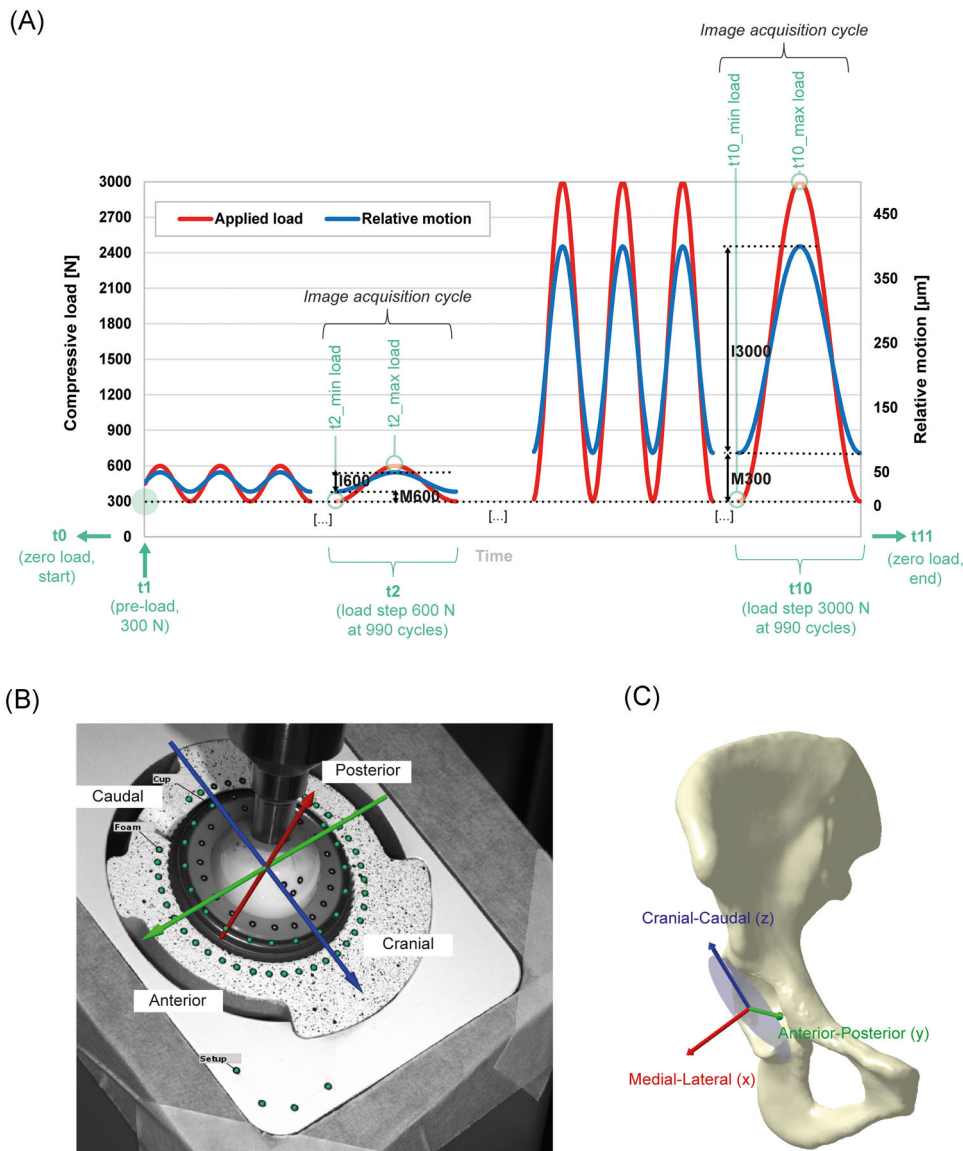 (A)
Image acquisition cycle
t10_min load
t10_max load
3000
2700
2400
2100
1800
1500
1200
900
600
300
0
Compressive load [N]
Applied load
Relative motion
450
350
250
150
50
0
Relative motion [µm]
Image acquisition cycle
t2_min load
t2_max load
I3000
M300
I600
M600
[...]
[...]
[...]
t0
(zero load,
start)
Time
t11
(zero load,
end)
t1
(pre-load,
300 N)
t2
(load step 600 N
at 990 cycles)
t10
(load step 3000 N
at 990 cycles)
(B)
Posterior
Cup
Caudal
Foam
Cranial
Anterior
Setup
(C)
Cranial-Caudal (z)
Anterior-Posterior (y)
Medial-Lateral (x)